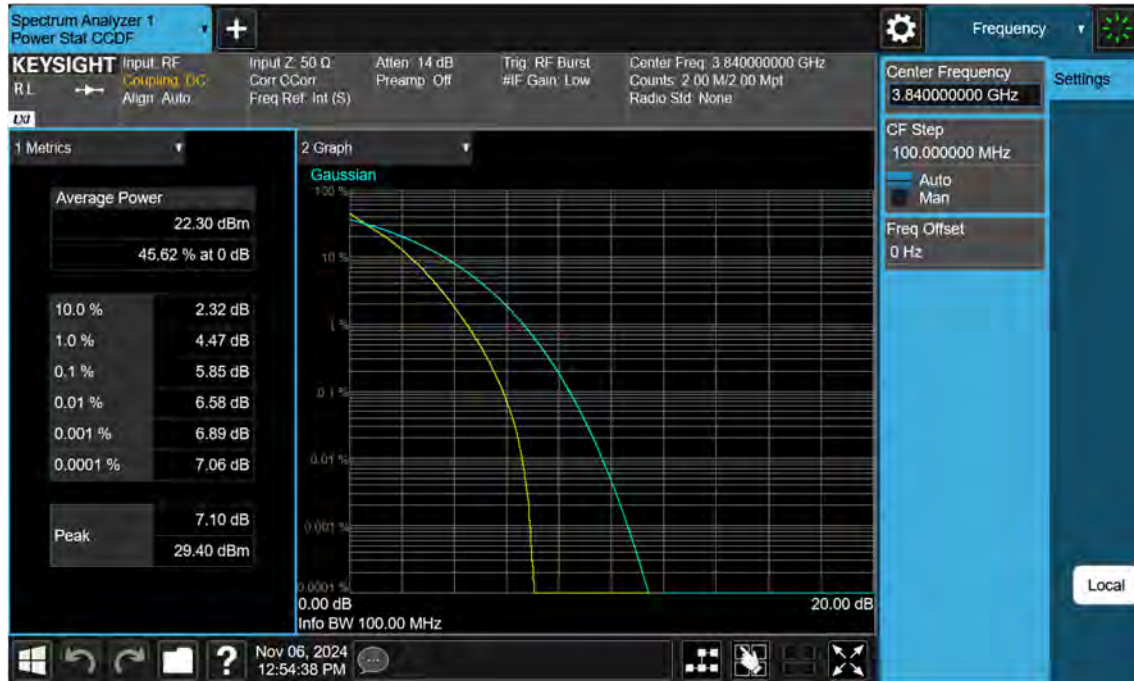 Spectrum Analyzer 1
Power Stat CCDF
+
Frequency
KEYSIGHT
RL
LXI
Input: RF
Coupling: DC
Align: Auto
Input Z: 50 Ω
Corr CCorr
Freq Ref: Int (S)
Atten: 14 dB
Preamp: Off
Trig: RF Burst
#IF Gain: Low
Center Freq: 3.840000000 GHz
Counts: 2.00 M/2.00 Mpt
Radio Std: None
Center Frequency
3.840000000 GHz
Settings
CF Step
100.000000 MHz
Auto
Man
Freq Offset
0 Hz
1 Metrics
Average Power
22.30 dBm
45.62 % at 0 dB
10.0 % 2.32 dB
1.0 % 4.47 dB
0.1 % 5.85 dB
0.01 % 6.58 dB
0.001 % 6.89 dB
0.0001 % 7.06 dB
Peak
7.10 dB
29.40 dBm
2 Graph
Gaussian
100 %
10 %
1 %
0.1 %
0.01 %
0.001 %
0.0001 %
0.00 dB 20.00 dB
Info BW 100.00 MHz
Local
?
Nov 06, 2024
12:54:38 PM